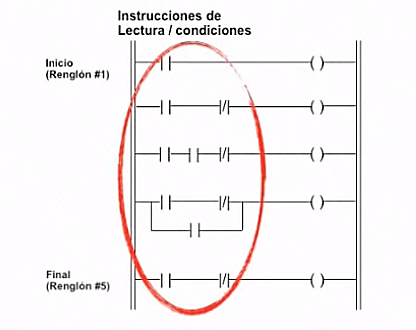 Instrucciones de
Lectura / condiciones
Inicio
(Renglón #1)
Final
(Renglón #5)